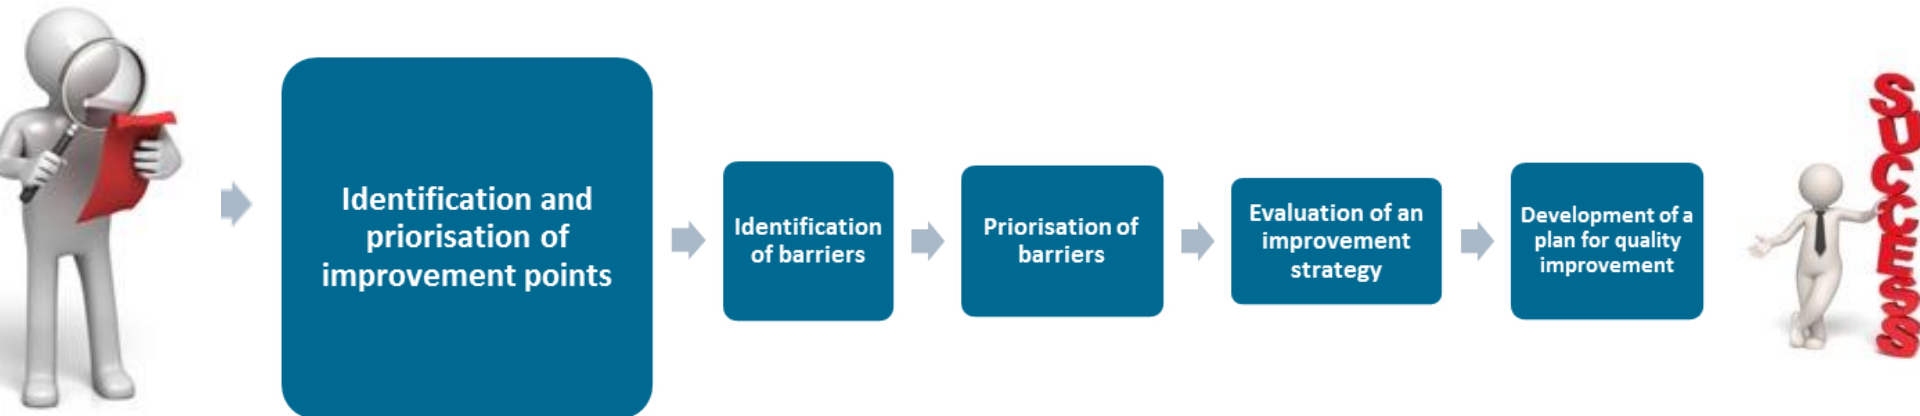 Identification and
priorisation of
improvement points
Identification
of barriers
Priorisation of
barriers
Evaluation of an
improvement
strategy
Development of a
plan for quality
improvement
SUCCESS